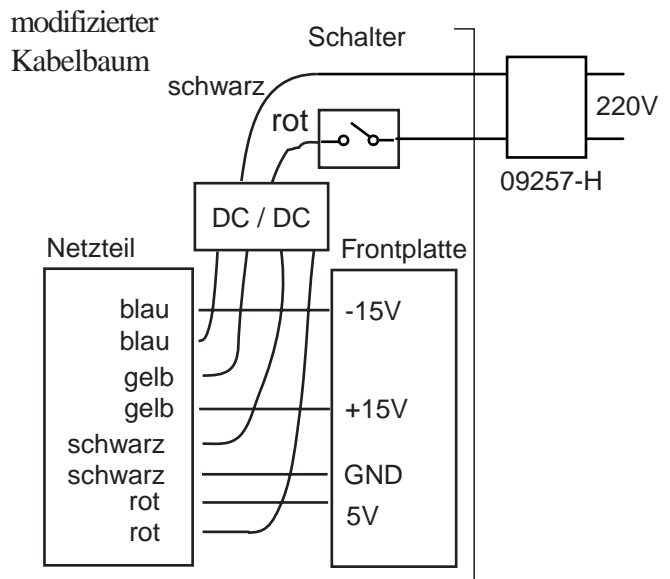 modifizierter
Kabelbaum
Schalter
schwarz
rot
220V
09257-H
DC / DC
Netzteil
Frontplatte
blau
-15V
blau
gelb
gelb
+15V
schwarz
schwarz
GND
rot
5V
rot